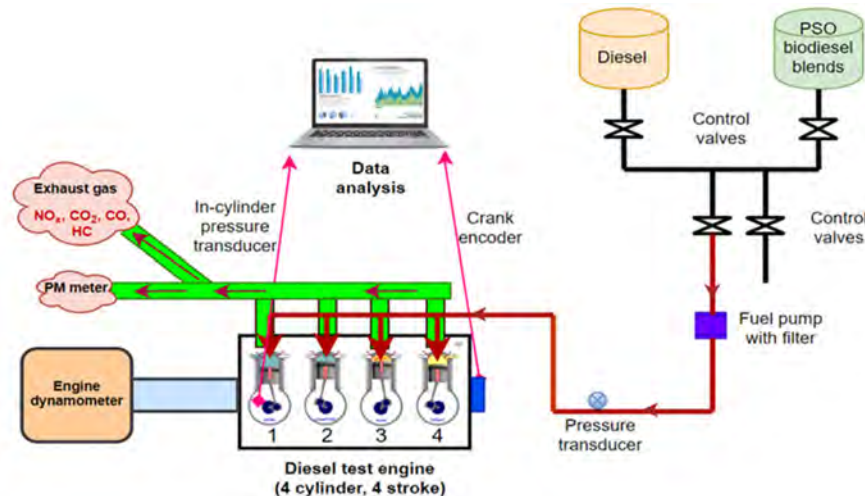 Diesel
PSO
biodiesel
blends
Control
valves
Control
valves
Data
analysis
Exhaust gas
NOₓ, CO₂, CO,
HC
In-cylinder
pressure
transducer
Crank
encoder
PM meter
Fuel pump
with filter
Engine
dynamometer
Pressure
transducer
1 2 3 4
Diesel test engine
(4 cylinder, 4 stroke)